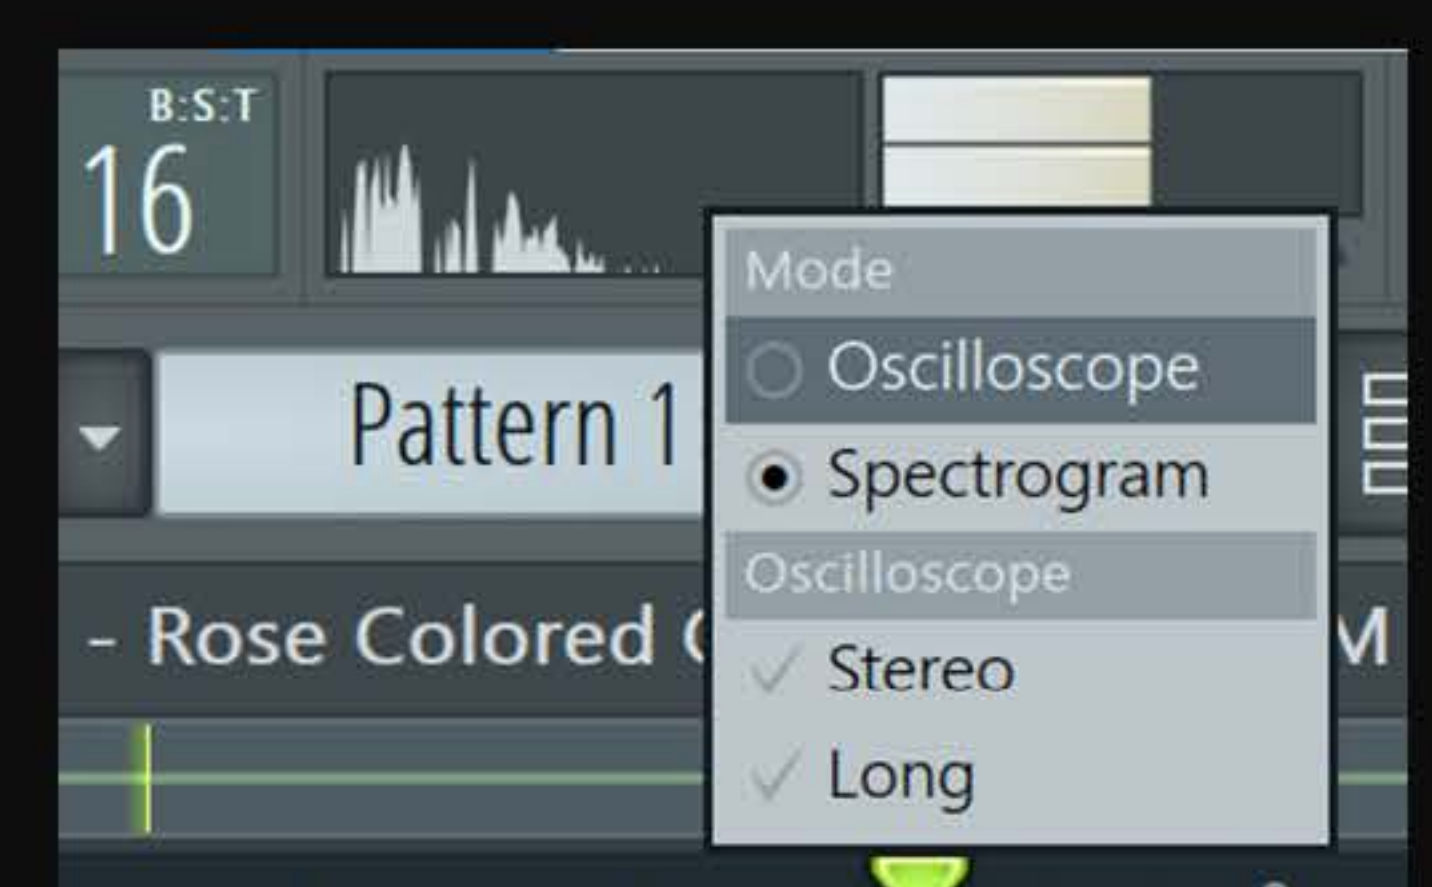 B:S:T
16
Mode
Oscilloscope
Pattern 1
Spectrogram
Oscilloscope
- Rose Colored
M
Stereo
Long